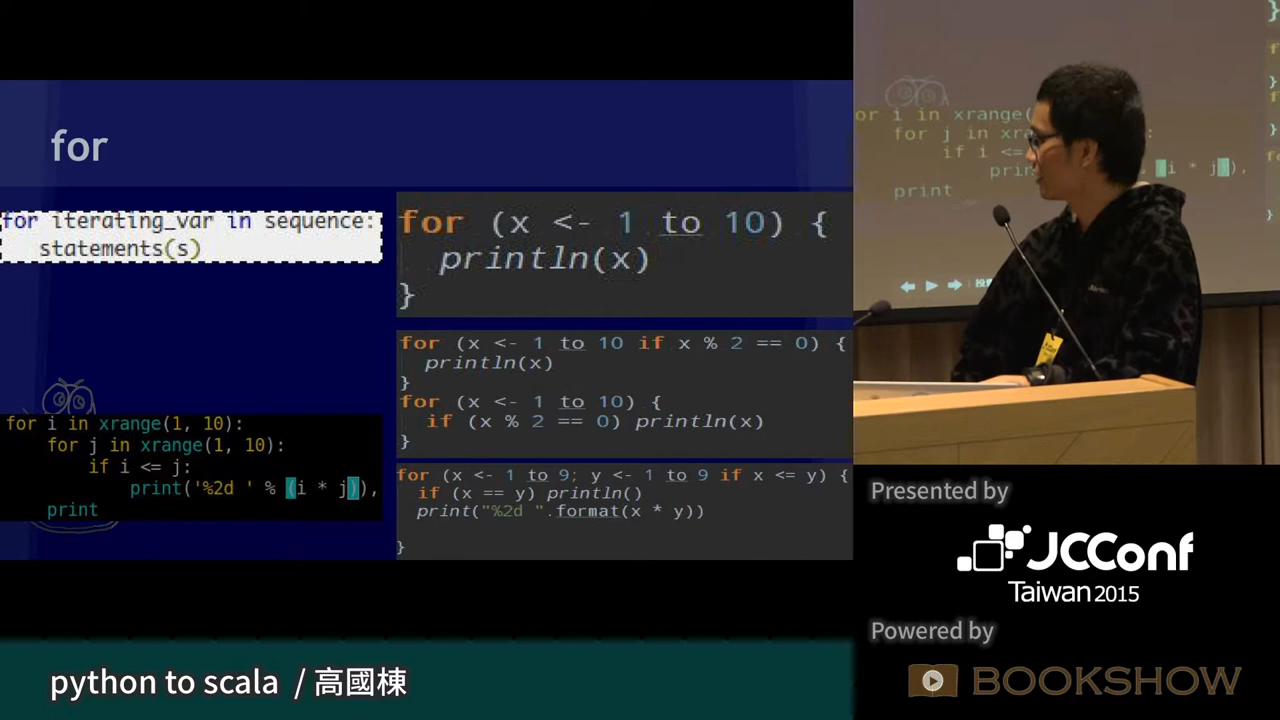 for
for iterating_var in sequence:
statements(s)
for i in xrange(1, 10):
for j in xrange(1, 10):
if i <= j:
print('%2d ' % (i * j)),
print
for (x <- 1 to 10) {
println(x)
}
for (x <- 1 to 10 if x % 2 == 0) {
println(x)
}
for (x <- 1 to 10) {
if (x % 2 == 0) println(x)
}
for (x <- 1 to 9; y <- 1 to 9 if x <= y) {
if (x == y) println()
print("%2d ".format(x * y))
}
or i in xrange(
for j in xra
if i <=
prin
(i * j)),
print
Presented by
JCConf
Taiwan 2015
Powered by
BOOKSHOW
python to scala / 高國棟